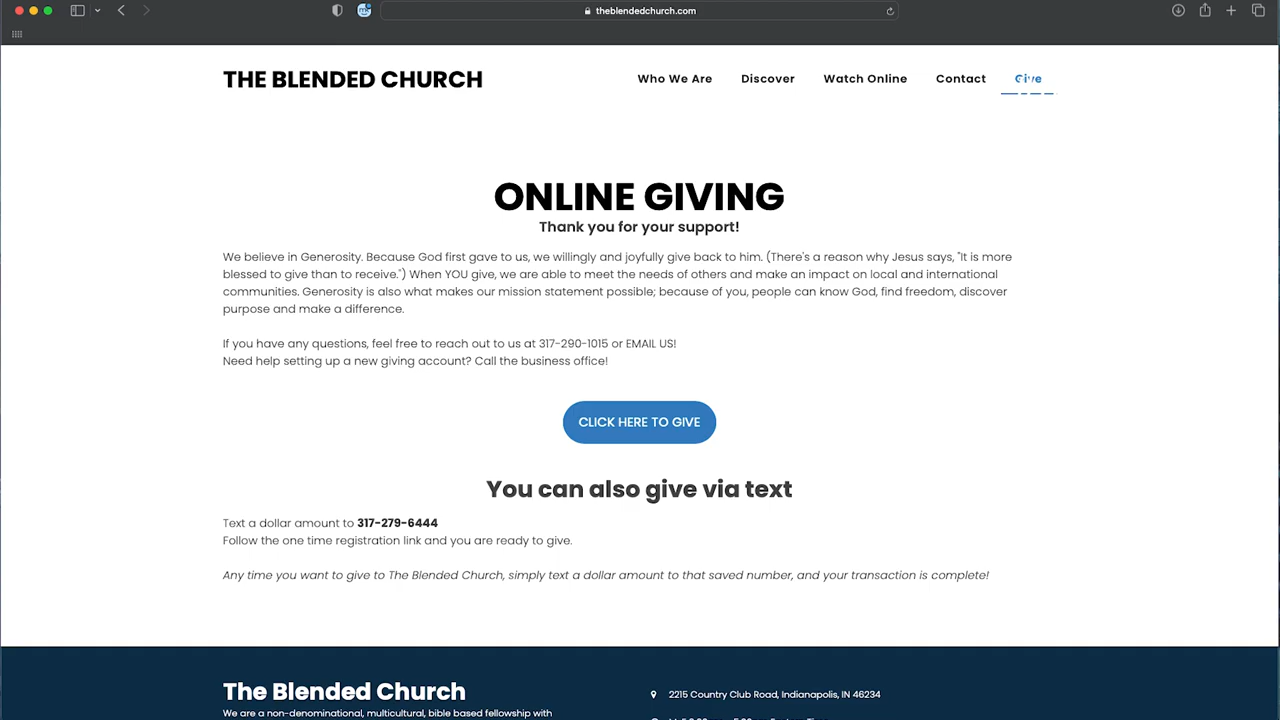 theblendedchurch.com
THE BLENDED CHURCH
Who We Are Discover Watch Online Contact Give
ONLINE GIVING
Thank you for your support!
We believe in Generosity. Because God first gave to us, we willingly and joyfully give back to him. (There's a reason why Jesus says, "It is more
blessed to give than to receive.") When YOU give, we are able to meet the needs of others and make an impact on local and international
communities. Generosity is also what makes our mission statement possible; because of you, people can know God, find freedom, discover
purpose and make a difference.
If you have any questions, feel free to reach out to us at 317-290-1015 or EMAIL US!
Need help setting up a new giving account? Call the business office!
CLICK HERE TO GIVE
You can also give via text
Text a dollar amount to 317-279-6444
Follow the one time registration link and you are ready to give.
Any time you want to give to The Blended Church, simply text a dollar amount to that saved number, and your transaction is complete!
The Blended Church
2215 Country Club Road, Indianapolis, IN 46234
We are a non-denominational, multicultural, bible based fellowship with